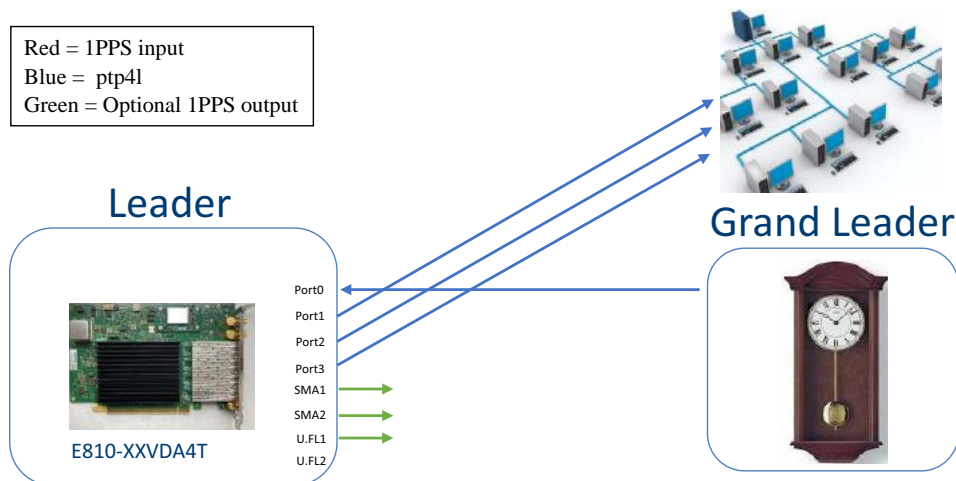 Red = 1PPS input
Blue = ptp4l
Green = Optional 1PPS output
Leader
Grand Leader
Port0
Port1
Port2
Port3
SMA1
SMA2
U.FL1
U.FL2
E810-XXVDA4T